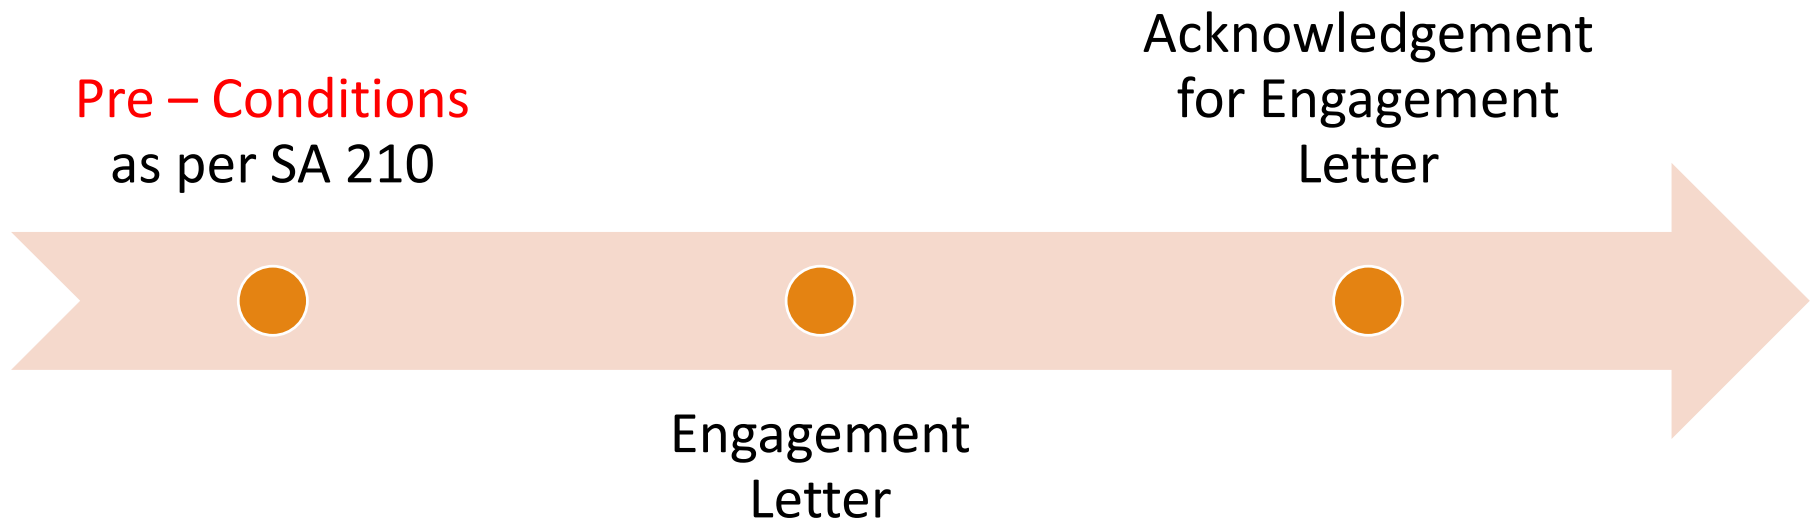 Pre – Conditions
as per SA 210
Engagement
Letter
Acknowledgement
for Engagement
Letter